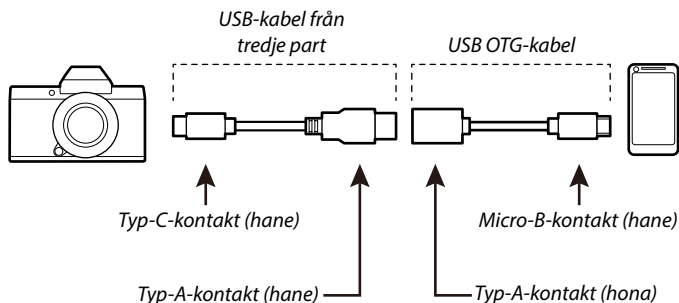 USB-kabel från
tredje part
USB OTG-kabel
Typ-C-kontakt (hane)
Micro-B-kontakt (hane)
Typ-A-kontakt (hane)
Typ-A-kontakt (hona)